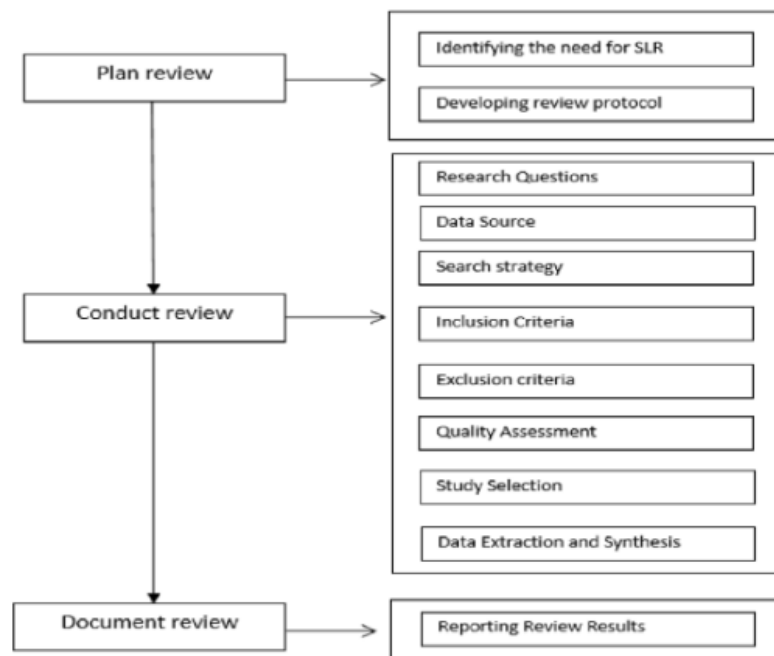 Plan review
Identifying the need for SLR
Developing review protocol
Conduct review
Research Questions
Data Source
Search strategy
Inclusion Criteria
Exclusion criteria
Quality Assessment
Study Selection
Data Extraction and Synthesis
Document review
Reporting Review Results